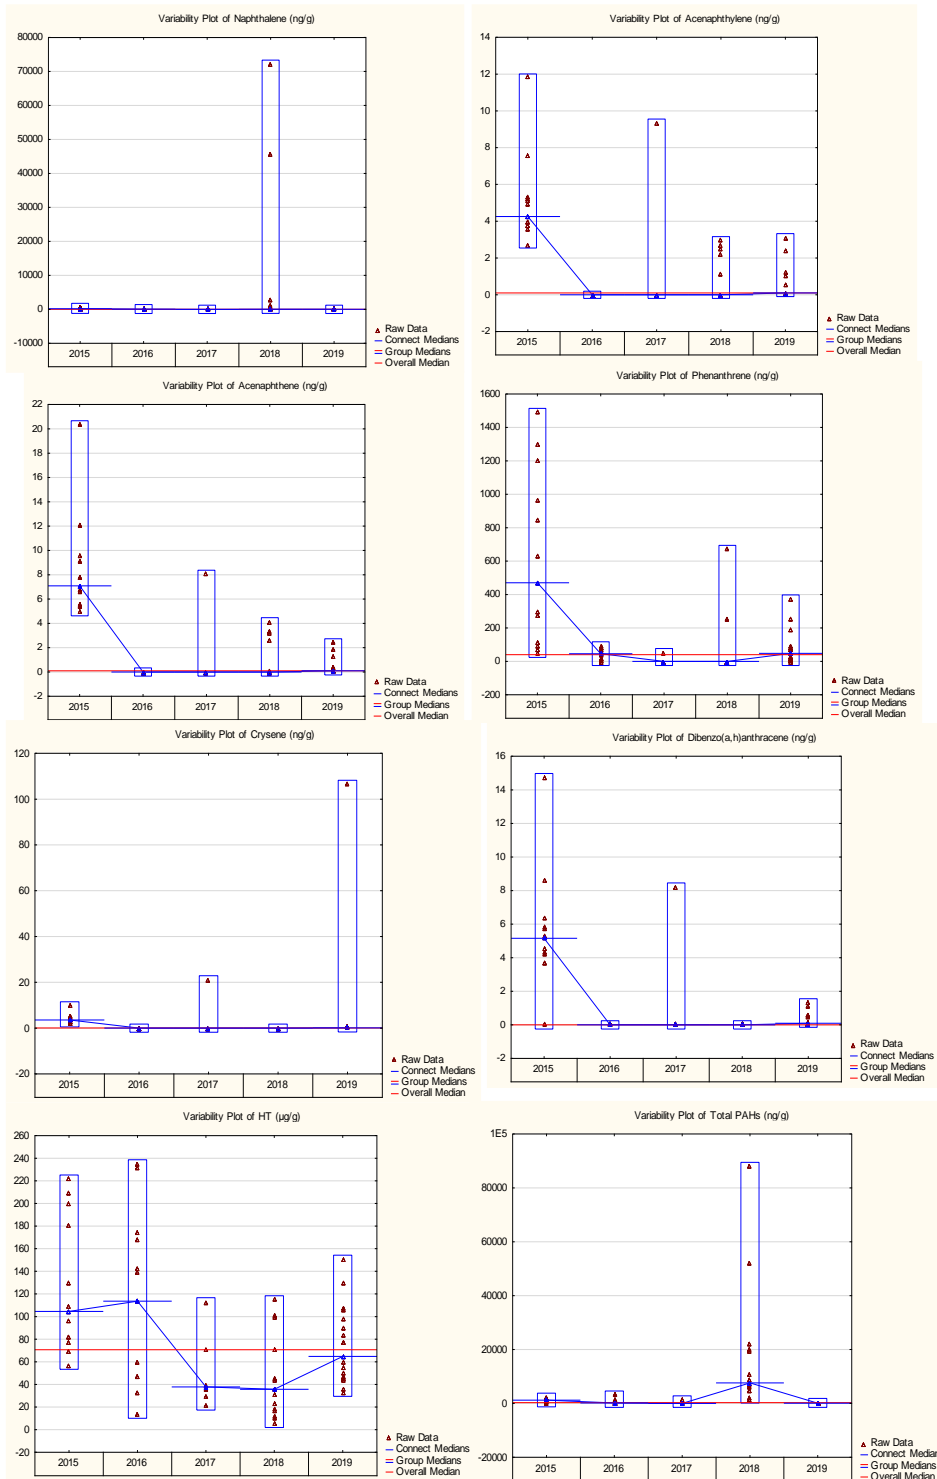 Variability Plot of Naphthalene (ng/g)
80000
70000
60000
50000
40000
30000
20000
10000
0
-10000
2015 2016 2017 2018 2019
Raw Data
Connect Medians
Group Medians
Overall Median
Variability Plot of Acenaphthylene (ng/g)
14
12
10
8
6
4
2
0
-2
2015 2016 2017 2018 2019
Raw Data
Connect Medians
Group Medians
Overall Median
Variability Plot of Acenaphthene (ng/g)
22
20
18
16
14
12
10
8
6
4
2
0
-2
2015 2016 2017 2018 2019
Raw Data
Connect Medians
Group Medians
Overall Median
Variability Plot of Phenanthrene (ng/g)
1600
1400
1200
1000
800
600
400
200
0
-200
2015 2016 2017 2018 2019
Raw Data
Connect Medians
Group Medians
Overall Median
Variability Plot of Crysene (ng/g)
120
100
80
60
40
20
0
-20
2015 2016 2017 2018 2019
Raw Data
Connect Medians
Group Medians
Overall Median
Variability Plot of Dibenzo(a,h)anthracene (ng/g)
16
14
12
10
8
6
4
2
0
-2
2015 2016 2017 2018 2019
Raw Data
Connect Medians
Group Medians
Overall Median
Variability Plot of HT (µg/g)
260
240
220
200
180
160
140
120
100
80
60
40
20
0
-20
2015 2016 2017 2018 2019
Raw Data
Connect Medians
Group Medians
Overall Median
Variability Plot of Total PAHs (ng/g)
1E5
80000
60000
40000
20000
0
-20000
2015 2016 2017 2018 2019
Raw Data
Connect Median
Group Medians
Overall Median